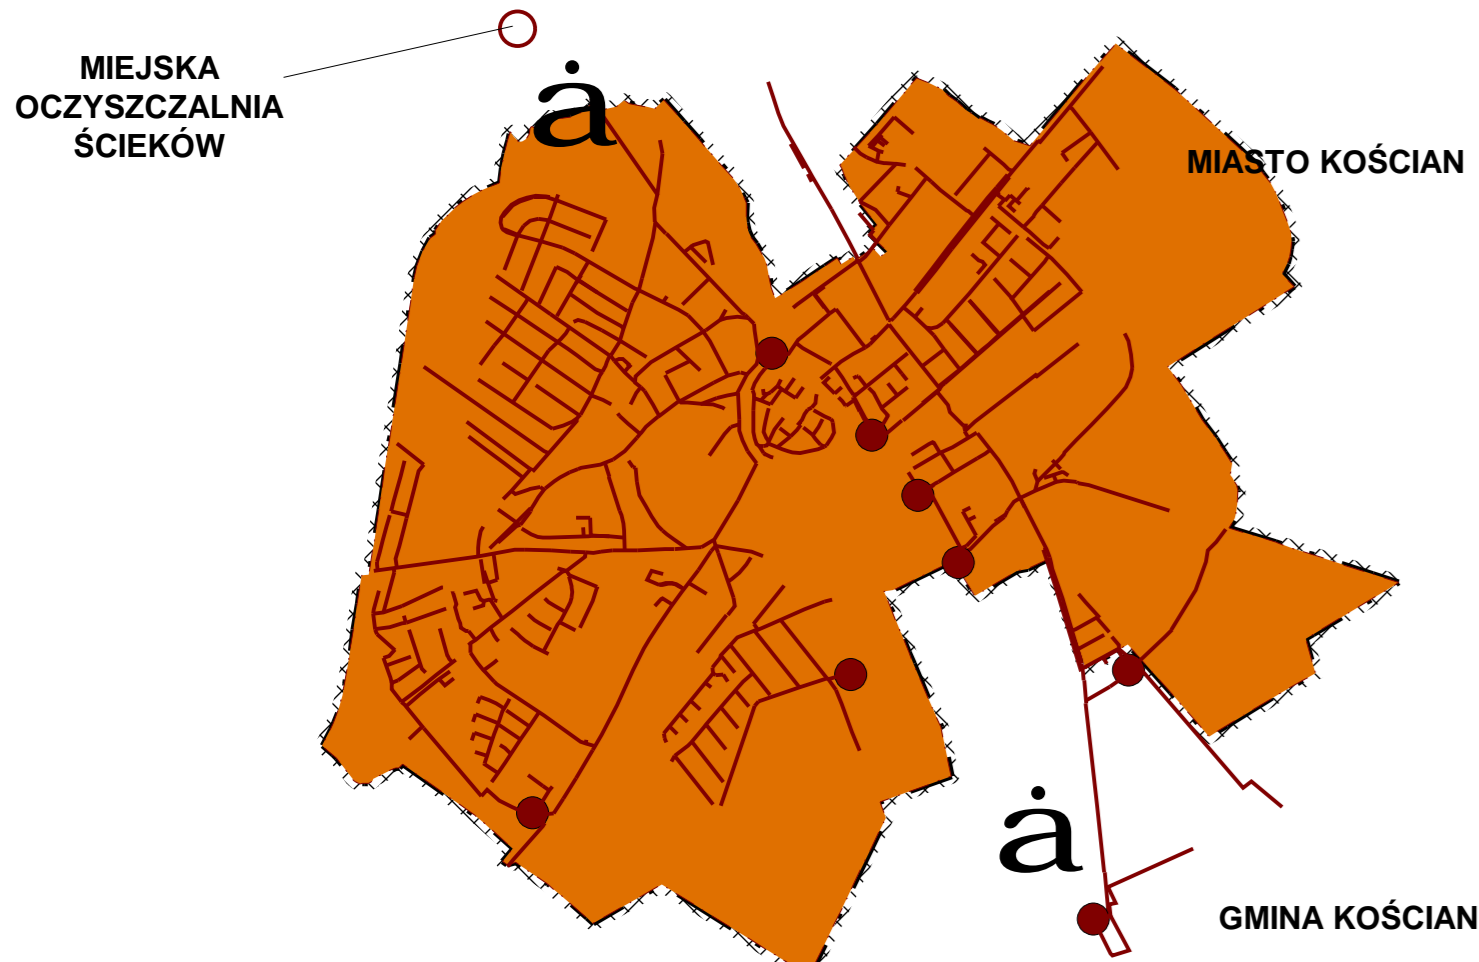 MIEJSKA
OCZYSZCZALNIA
ŚCIEKÓW
ȧ
MIASTO KOŚCIAN
ȧ
GMINA KOŚCIAN